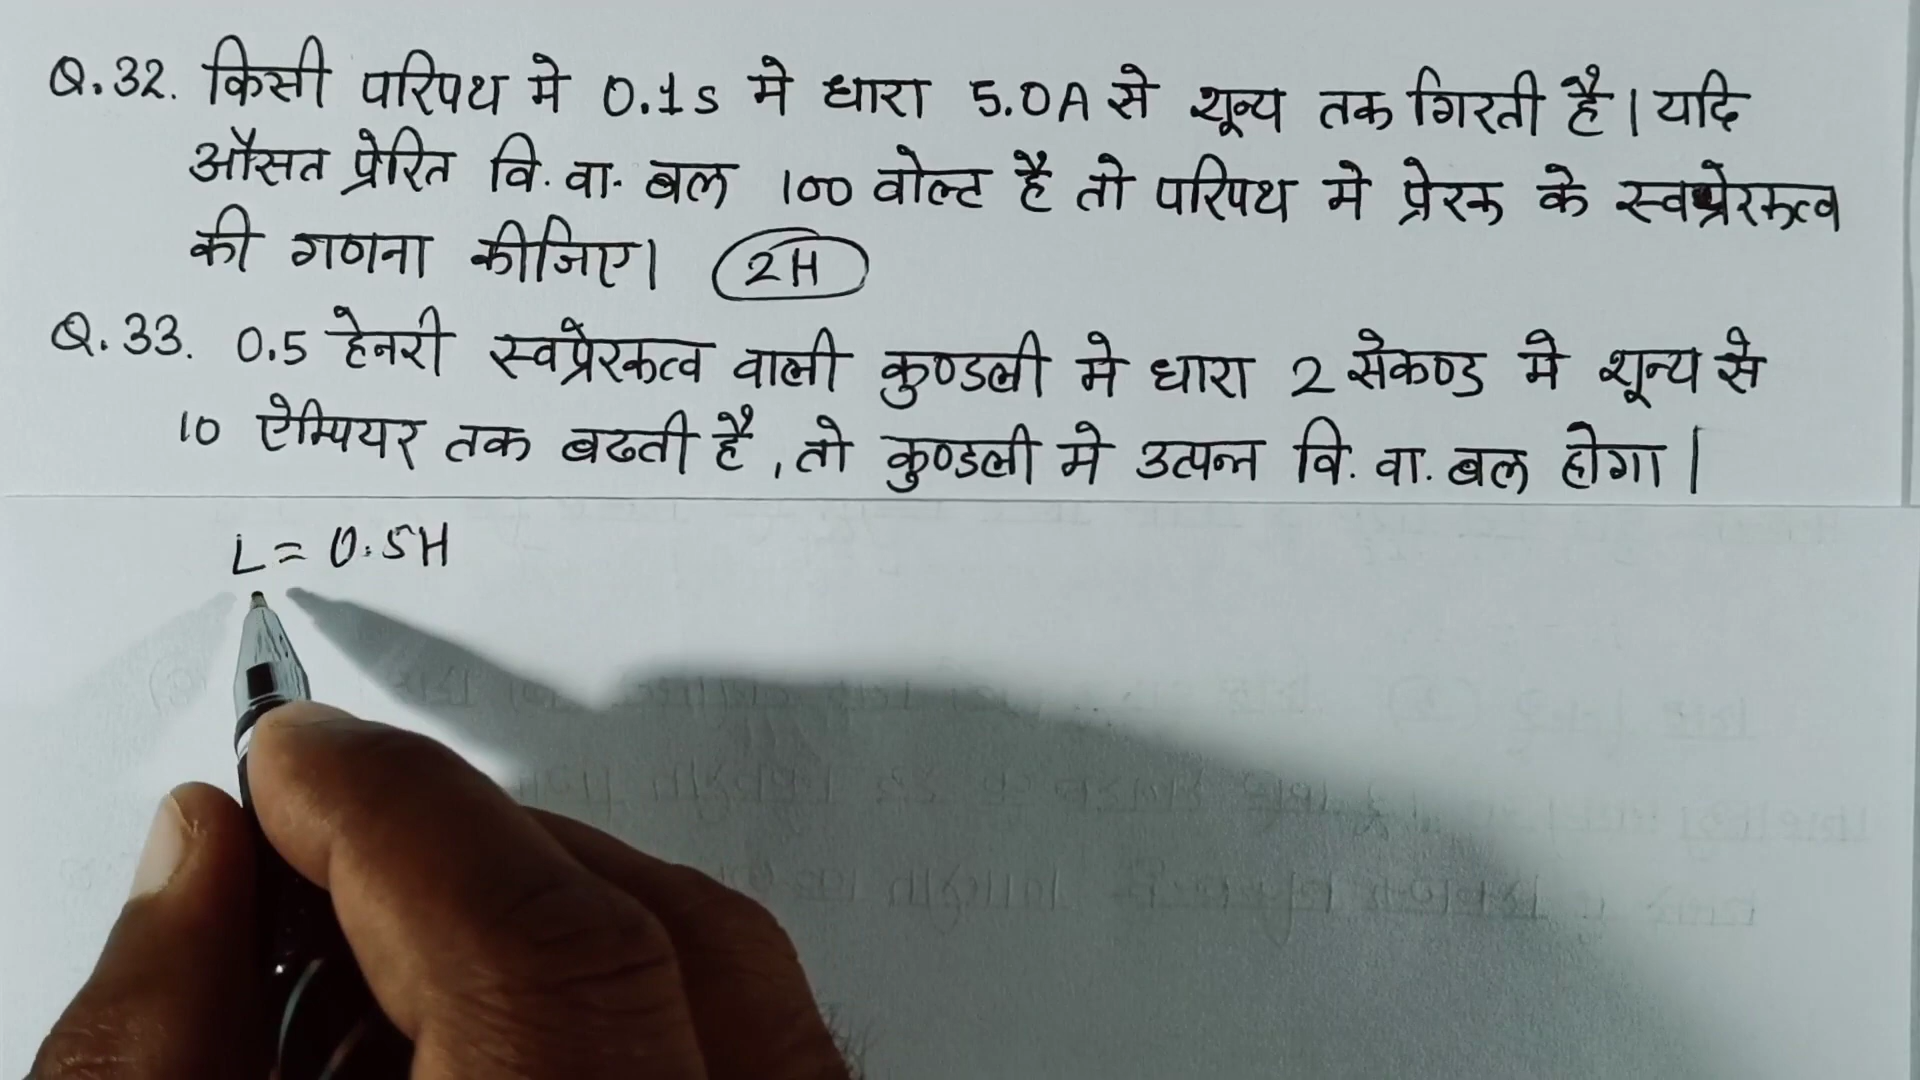 Q.32. किसी परिपथ मे 0.1s मे धारा 5.0A से शून्य तक गिरती है। यदि
औसत प्रेरित वि. वा. बल 100 वोल्ट है तो परिपथ मे प्रेरक के स्वप्रेरकत्व
की गणना कीजिए। 2H
Q.33. 0.5 हेनरी स्वप्रेरकत्व वाली कुण्डली मे धारा 2 सेकण्ड मे शून्य से
10 ऐम्पियर तक बढती है, तो कुण्डली मे उत्पन्न वि. वा. बल होगा।
L = 0.5H